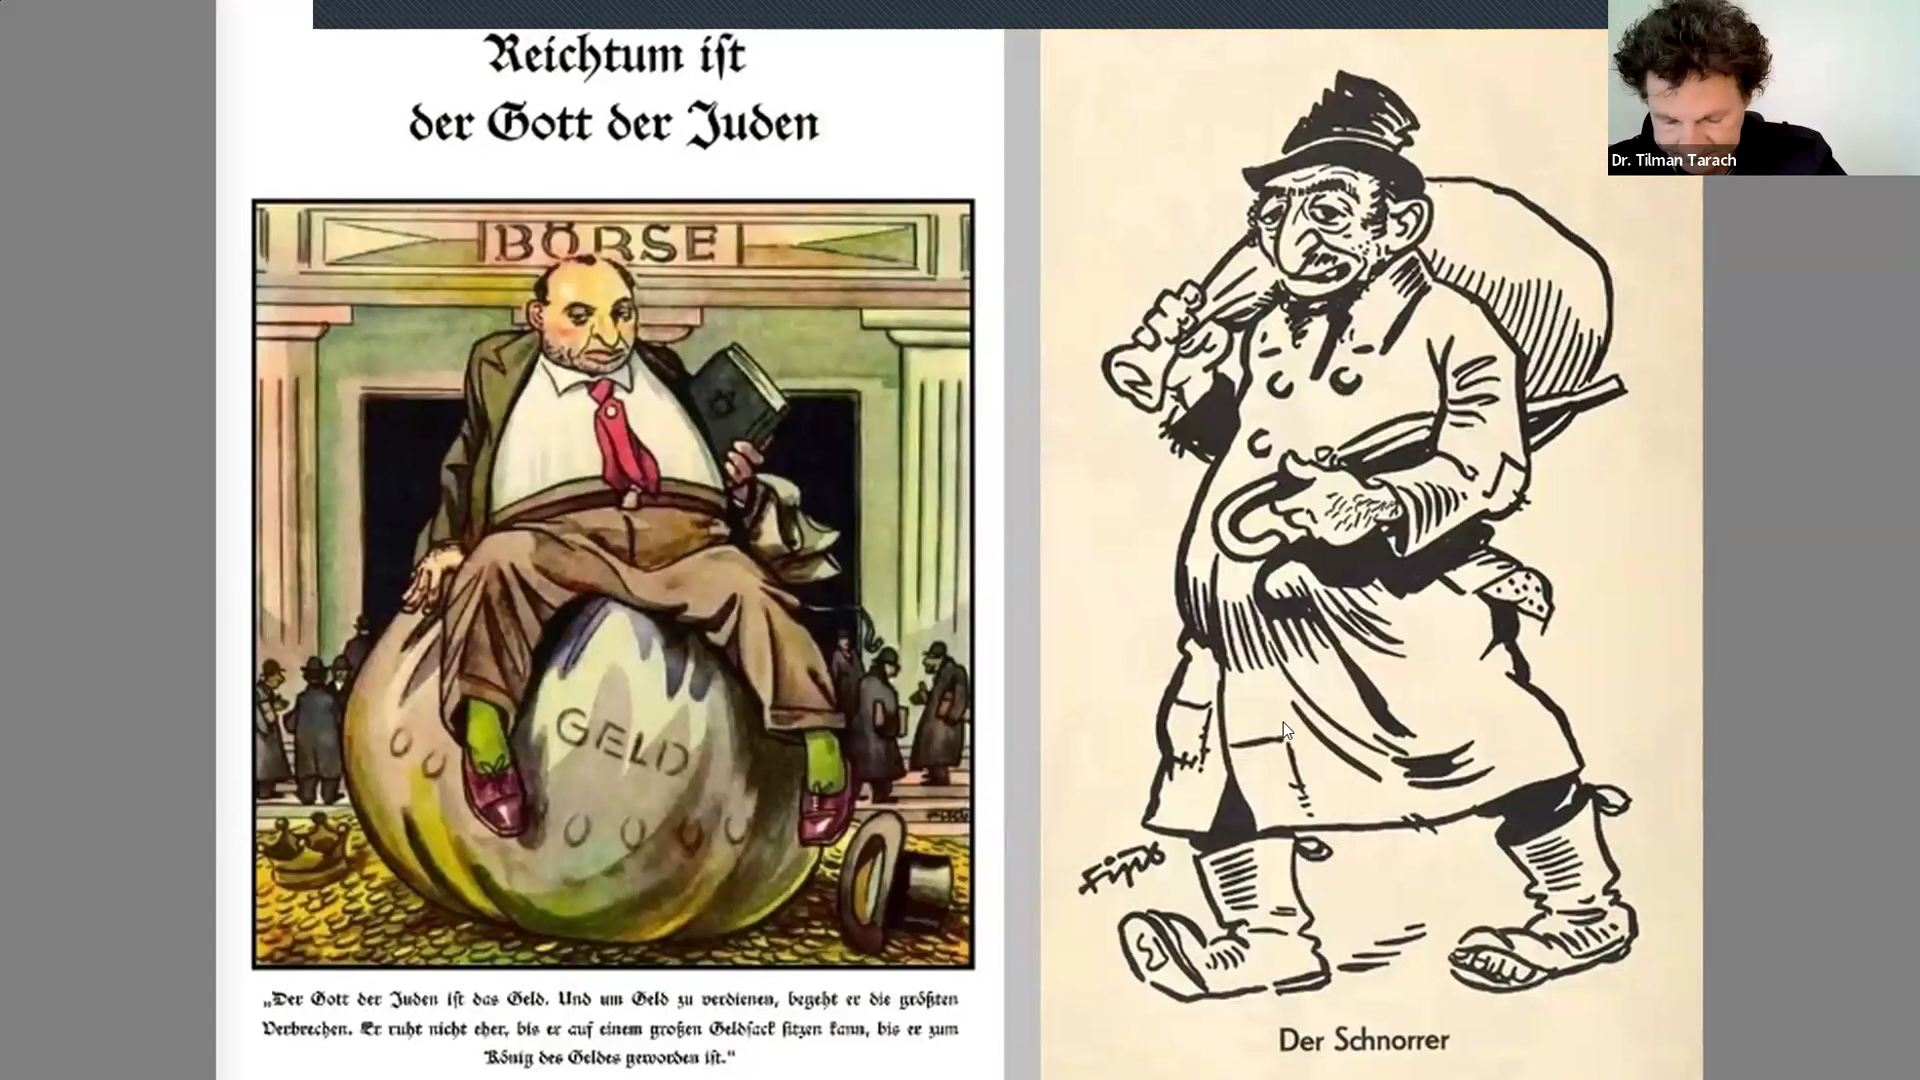 Reichtum ist
der Gott der Juden
BÖRSE
GELD
„Der Gott der Juden ist das Geld. Und um Geld zu verdienen, begeht er die größten
Verbrechen. Er ruht nicht eher, bis er auf einem großen Geldsack sitzen kann, bis er zum
König des Geldes geworden ist.“
Fips
Der Schnorrer
Dr. Tilman Tarach